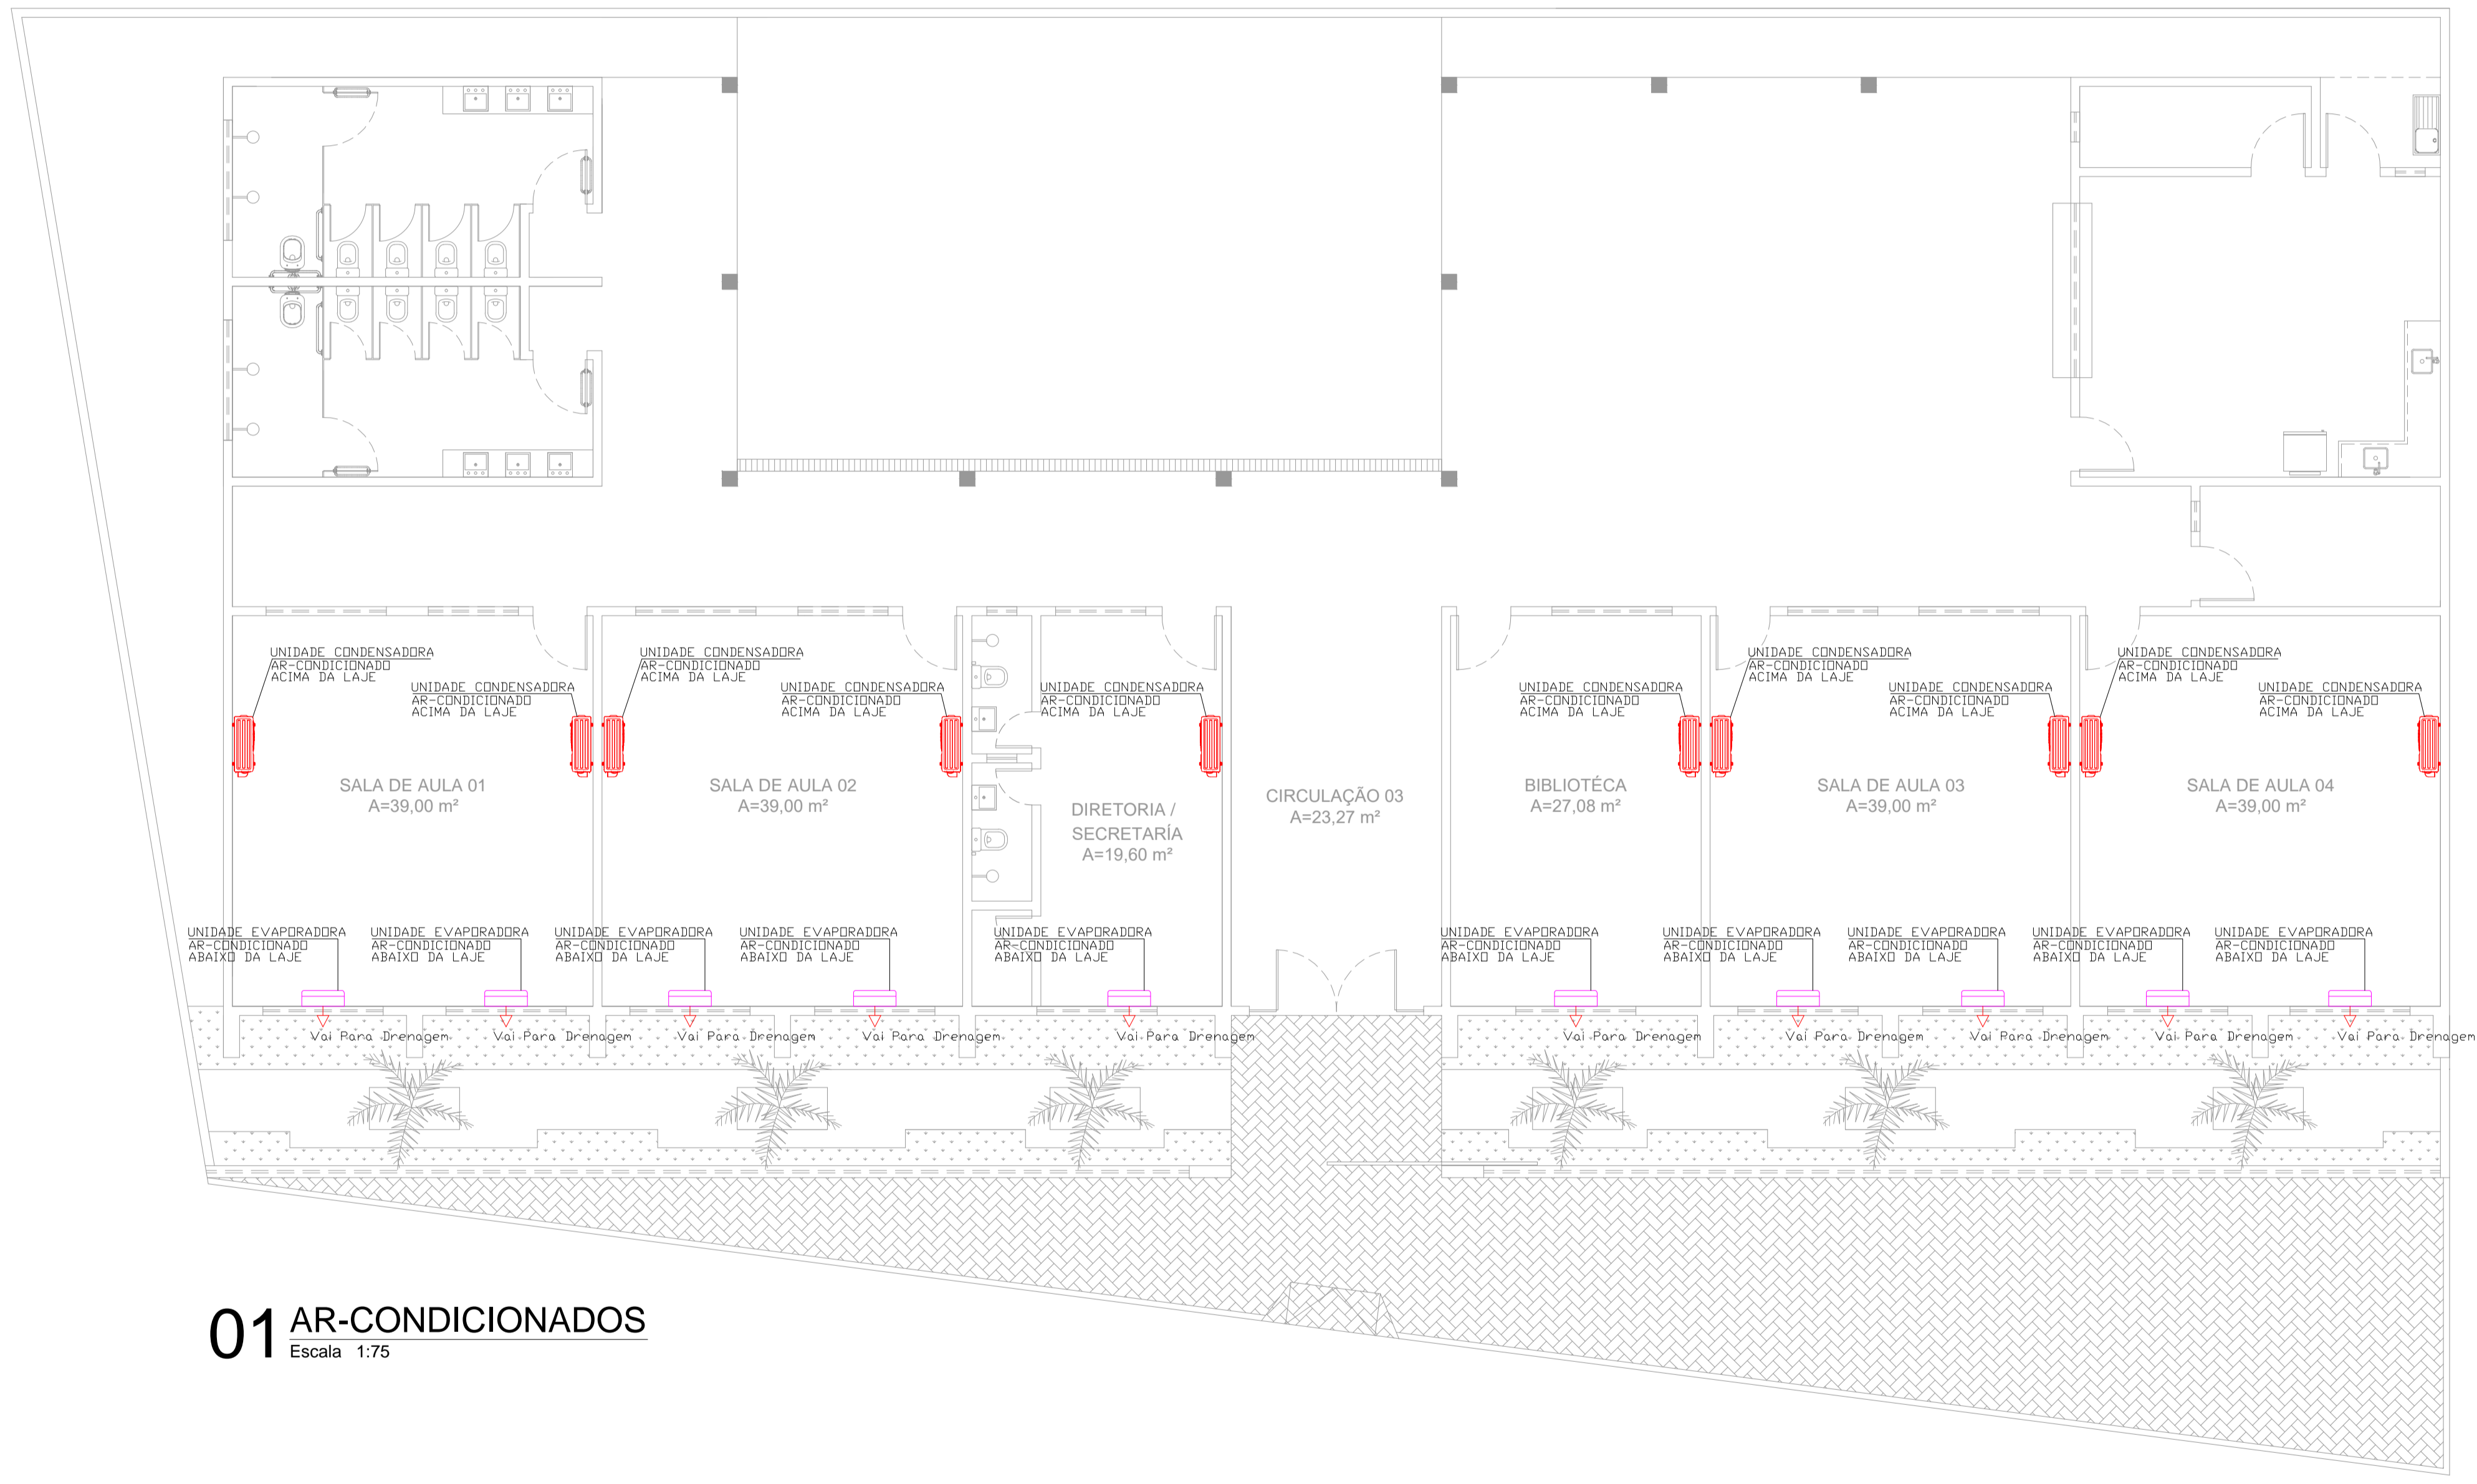 UNIDADE CONDENSADORA
AR-CONDICIONADO
ACIMA DA LAJE
UNIDADE CONDENSADORA
AR-CONDICIONADO
ACIMA DA LAJE
SALA DE AULA 01
A=39,00 m²
UNIDADE CONDENSADORA
AR-CONDICIONADO
ACIMA DA LAJE
UNIDADE CONDENSADORA
AR-CONDICIONADO
ACIMA DA LAJE
SALA DE AULA 02
A=39,00 m²
UNIDADE CONDENSADORA
AR-CONDICIONADO
ACIMA DA LAJE
DIRETORIA /
SECRETARÍA
A=19,60 m²
CIRCULAÇÃO 03
A=23,27 m²
UNIDADE CONDENSADORA
AR-CONDICIONADO
ACIMA DA LAJE
BIBLIOTÉCA
A=27,08 m²
UNIDADE CONDENSADORA
AR-CONDICIONADO
ACIMA DA LAJE
UNIDADE CONDENSADORA
AR-CONDICIONADO
ACIMA DA LAJE
SALA DE AULA 03
A=39,00 m²
UNIDADE CONDENSADORA
AR-CONDICIONADO
ACIMA DA LAJE
UNIDADE CONDENSADORA
AR-CONDICIONADO
ACIMA DA LAJE
SALA DE AULA 04
A=39,00 m²
UNIDADE EVAPORADORA
AR-CONDICIONADO
ABAIXO DA LAJE
UNIDADE EVAPORADORA
AR-CONDICIONADO
ABAIXO DA LAJE
UNIDADE EVAPORADORA
AR-CONDICIONADO
ABAIXO DA LAJE
UNIDADE EVAPORADORA
AR-CONDICIONADO
ABAIXO DA LAJE
UNIDADE EVAPORADORA
AR-CONDICIONADO
ABAIXO DA LAJE
UNIDADE EVAPORADORA
AR-CONDICIONADO
ABAIXO DA LAJE
UNIDADE EVAPORADORA
AR-CONDICIONADO
ABAIXO DA LAJE
UNIDADE EVAPORADORA
AR-CONDICIONADO
ABAIXO DA LAJE
UNIDADE EVAPORADORA
AR-CONDICIONADO
ABAIXO DA LAJE
UNIDADE EVAPORADORA
AR-CONDICIONADO
ABAIXO DA LAJE
Vai Para Drenagem
Vai Para Drenagem
Vai Para Drenagem
Vai Para Drenagem
Vai Para Drenagem
Vai Para Drenagem
Vai Para Drenagem
Vai Para Drenagem
Vai Para Drenagem
Vai Para Drenagem
01 AR-CONDICIONADOS
Escala 1:75